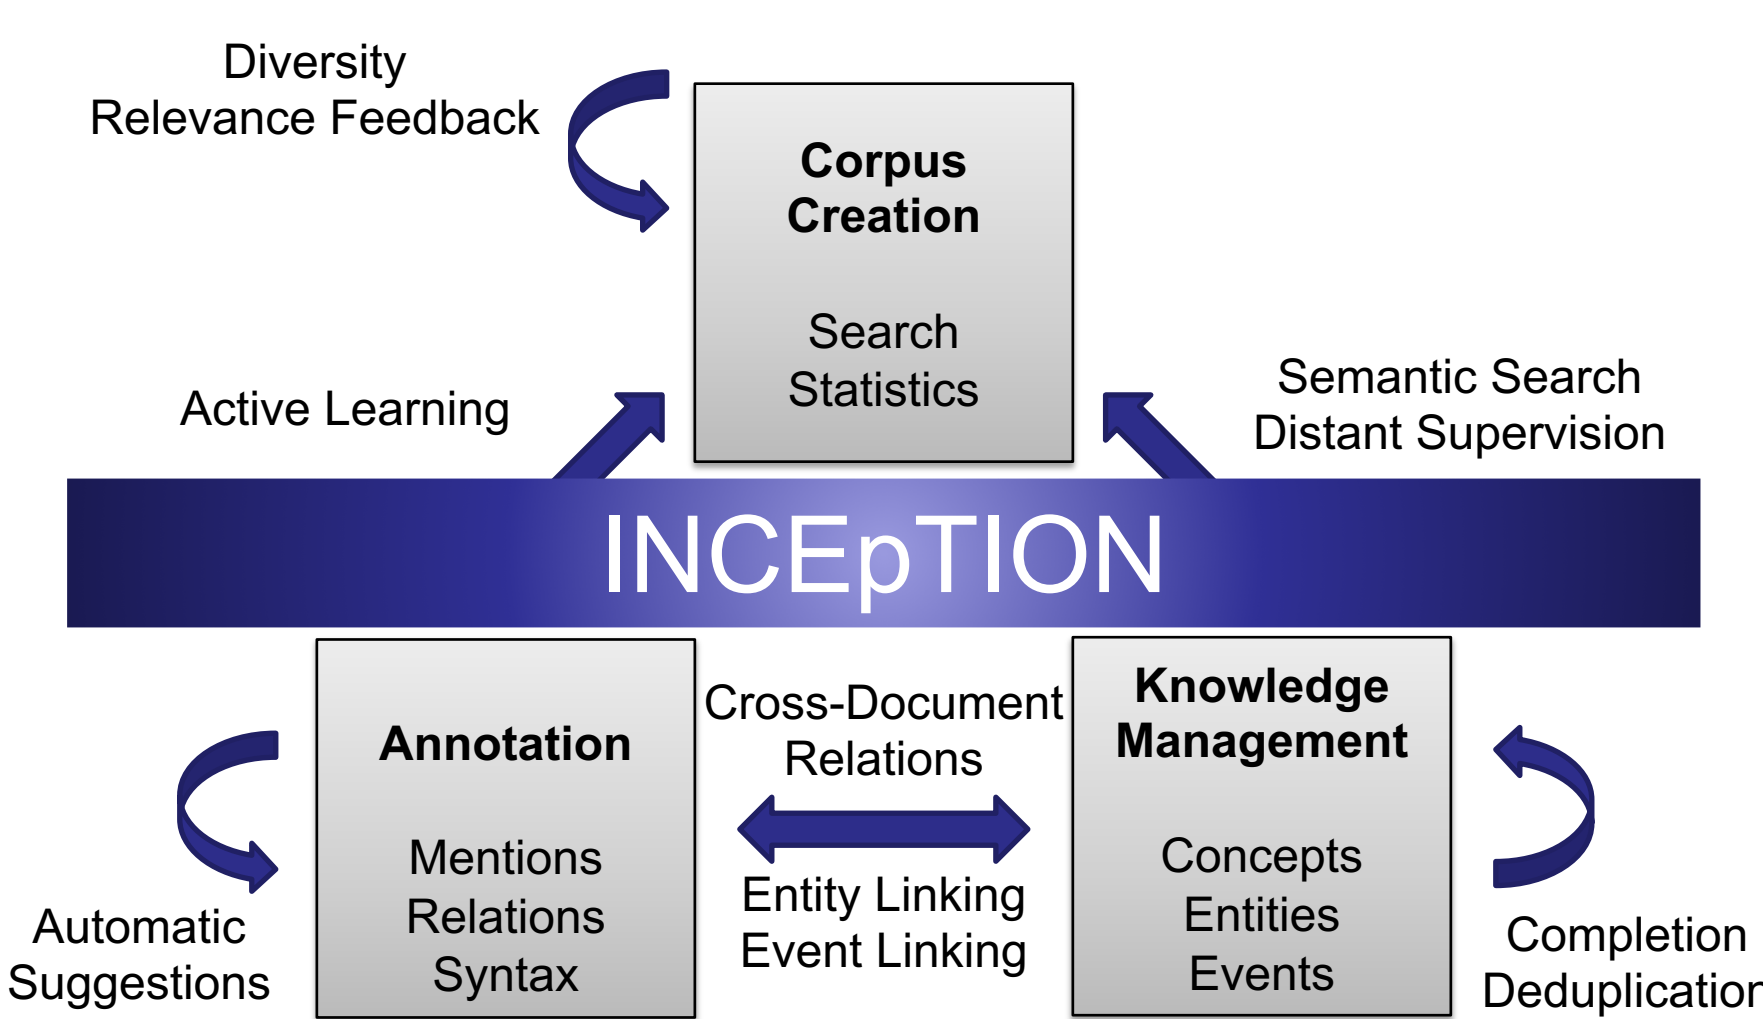 Diversity
Relevance Feedback
Corpus
Creation
Search
Statistics
Active Learning
Semantic Search
Distant Supervision
INCEpTION
Annotation
Mentions
Relations
Syntax
Automatic
Suggestions
Cross-Document
Relations
Entity Linking
Event Linking
Knowledge
Management
Concepts
Entities
Events
Completion
Deduplication